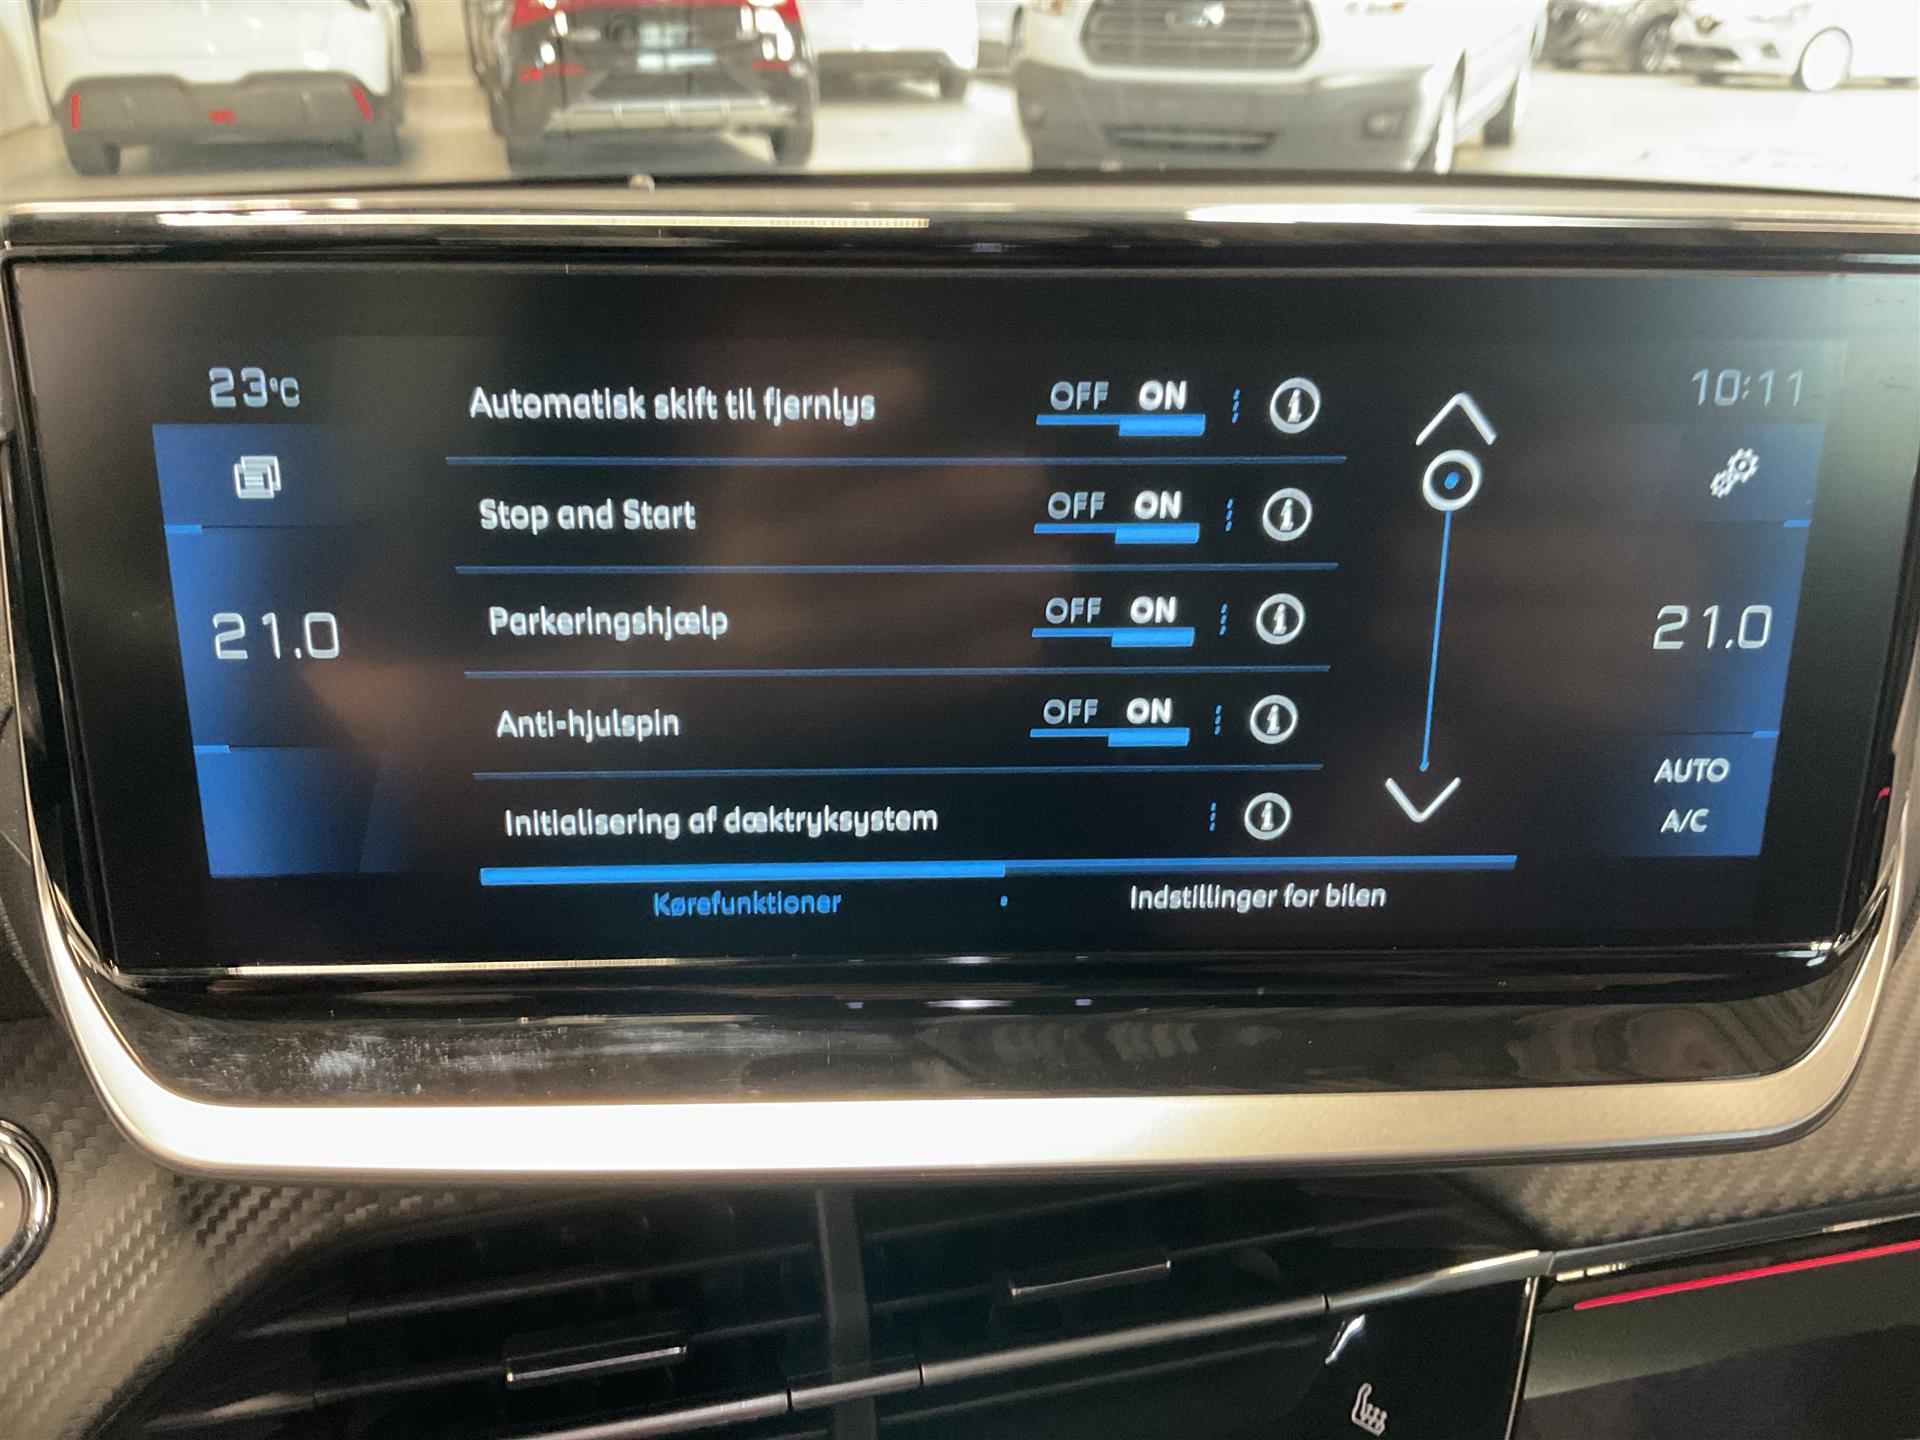 23°C
10:11
Automatisk skift til fjernlys OFF ON
Stop and Start OFF ON
Parkeringshjælp OFF ON
21.0
21.0
Anti-hjulspin OFF ON
AUTO
Initialisering af dæktryksystem
A/C
Kørefunktioner
Indstillinger for bilen